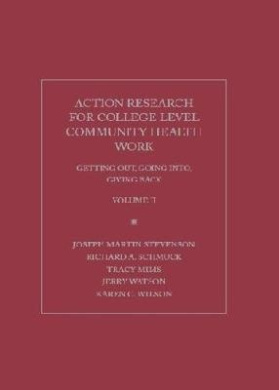 ACTION RESEARCH
FOR COLLEGE LEVEL
COMMUNITY HEALTH
WORK
GETTING OUT, GOING INTO,
GIVING BACK
VOLUME
JOSEPH MARTIN STEVENSON
RICHARD A. SCHMUCK
TRACY MIMS
JERRY WATSON
KAREN C. WILSON